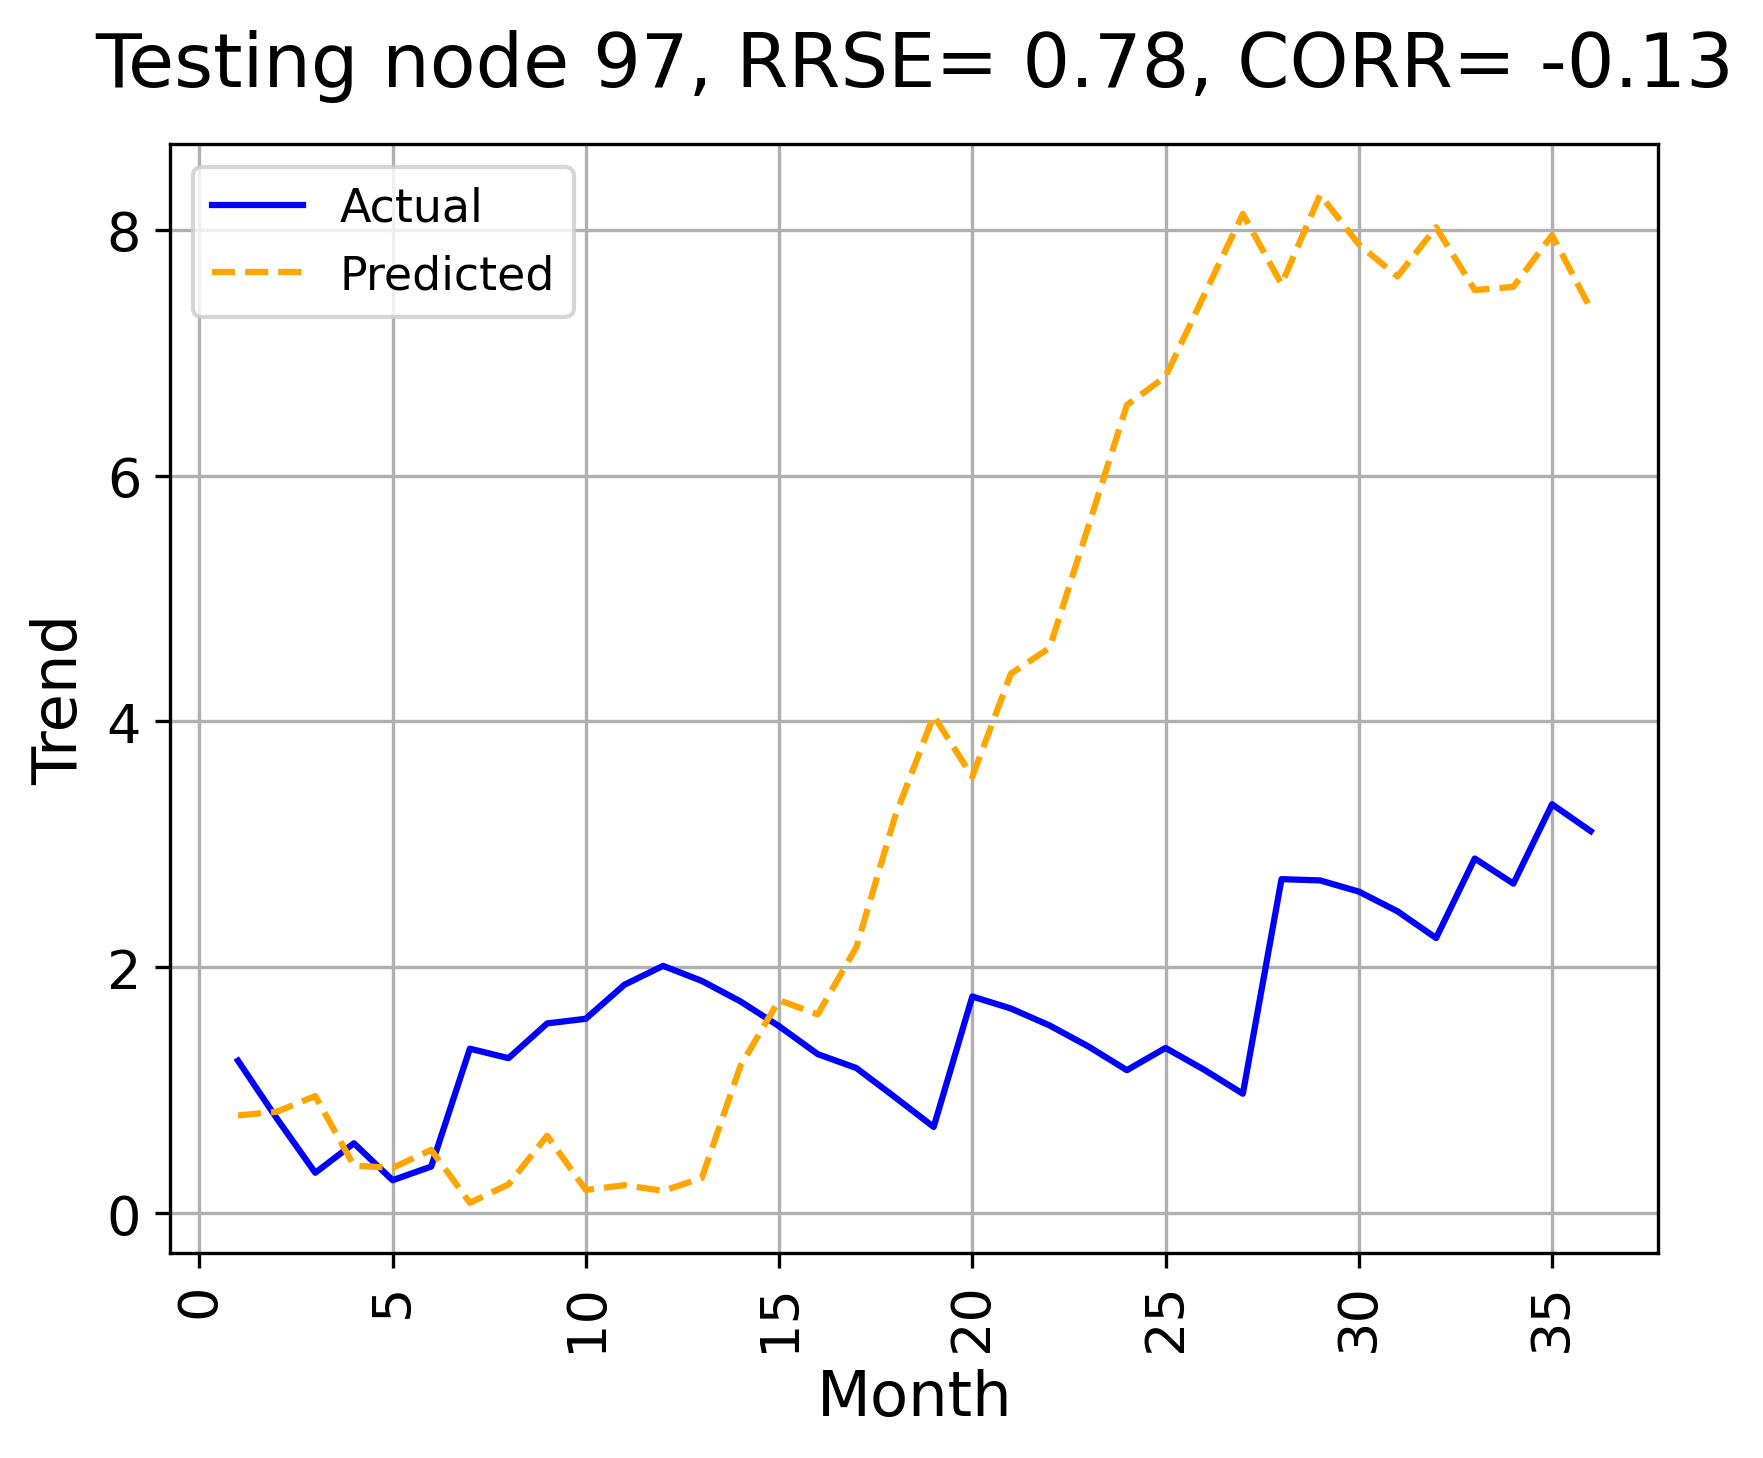 Testing node 97, RRSE= 0.78, CORR= -0.13
Actual
Predicted
8
6
4
2
0
Trend
0 5 10 15 20 25 30 35
Month